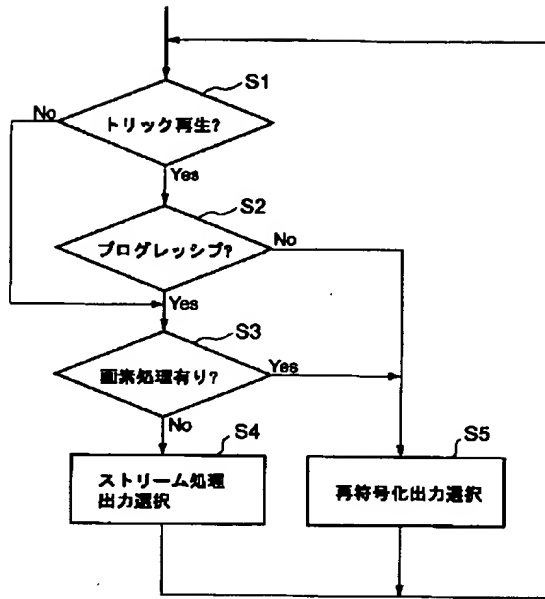 S1
トリック再生?
No
Yes
S2
プログレッシブ?
No
Yes
S3
画素処理有り?
Yes
No
S4
ストリーム処理
出力選択
S5
再符号化出力選択